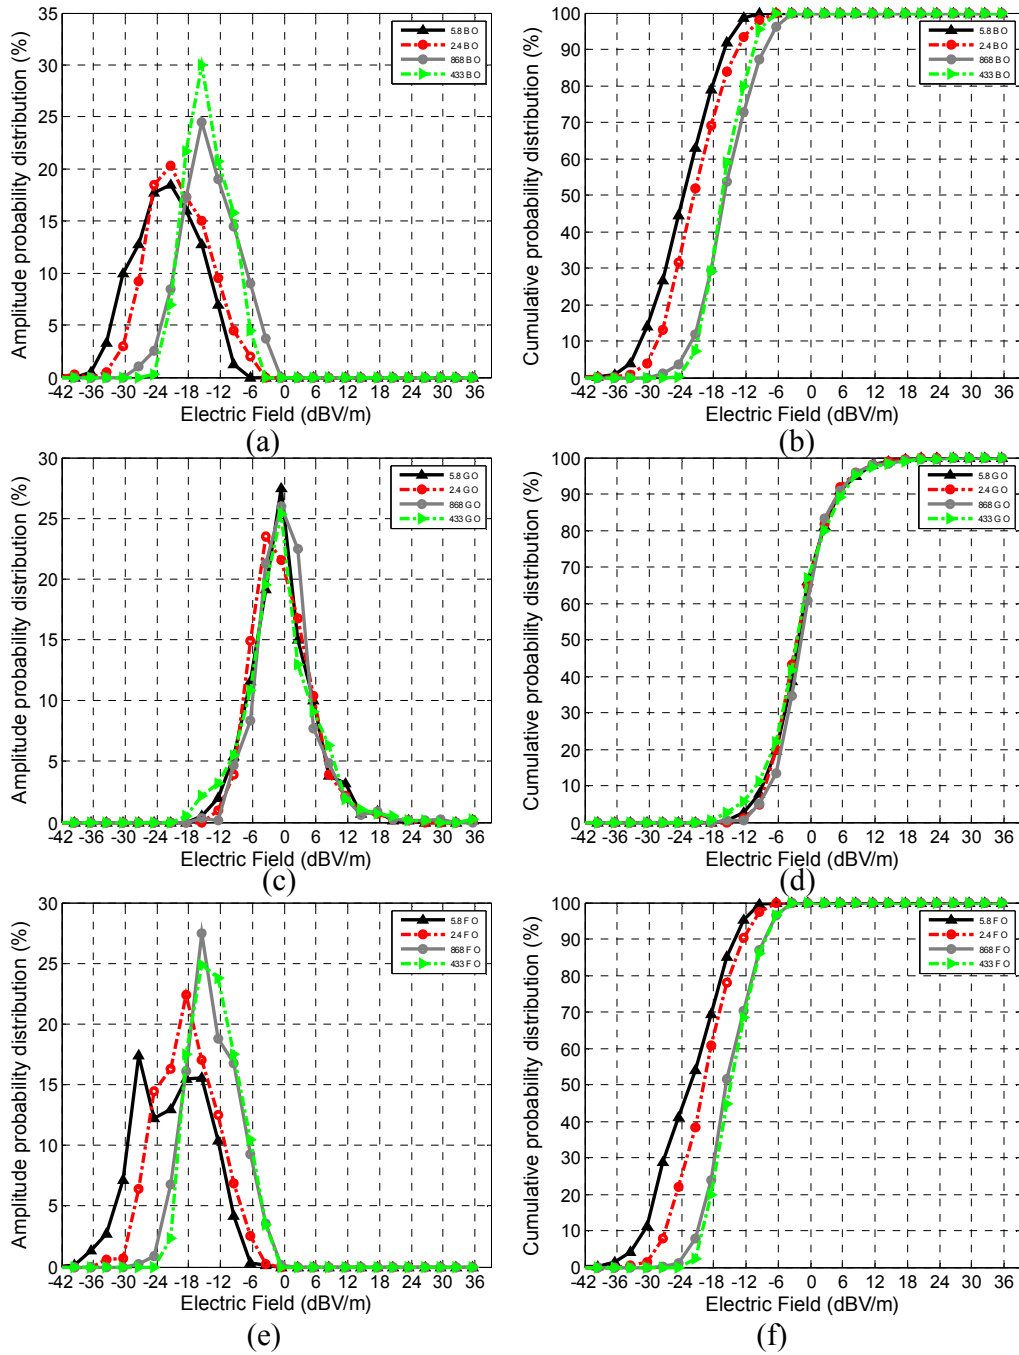 Amplitude probability distribution (%)
35
30
25
20
15
10
5
0
-42 -36 -30 -24 -18 -12 -6 0 6 12 18 24 30 36
Electric Field (dBV/m)
5.8 B O
2.4 B O
868 B O
433 B O
(a)
Cumulative probability distribution (%)
100
90
80
70
60
50
40
30
20
10
0
-42 -36 -30 -24 -18 -12 -6 0 6 12 18 24 30 36
Electric Field (dBV/m)
5.8 B O
2.4 B O
868 B O
433 B O
(b)
Amplitude probability distribution (%)
30
25
20
15
10
5
0
-42 -36 -30 -24 -18 -12 -6 0 6 12 18 24 30 36
Electric Field (dBV/m)
5.8 G O
2.4 G O
868 G O
433 G O
(c)
Cumulative probability distribution (%)
100
90
80
70
60
50
40
30
20
10
0
-42 -36 -30 -24 -18 -12 -6 0 6 12 18 24 30 36
Electric Field (dBV/m)
5.8 G O
2.4 G O
868 G O
433 G O
(d)
Amplitude probability distribution (%)
30
25
20
15
10
5
0
-42 -36 -30 -24 -18 -12 -6 0 6 12 18 24 30 36
Electric Field (dBV/m)
5.8 F O
2.4 F O
868 F O
433 F O
(e)
Cumulative probability distribution (%)
100
90
80
70
60
50
40
30
20
10
0
-42 -36 -30 -24 -18 -12 -6 0 6 12 18 24 30 36
Electric Field (dBV/m)
5.8 F O
2.4 F O
868 F O
433 F O
(f)